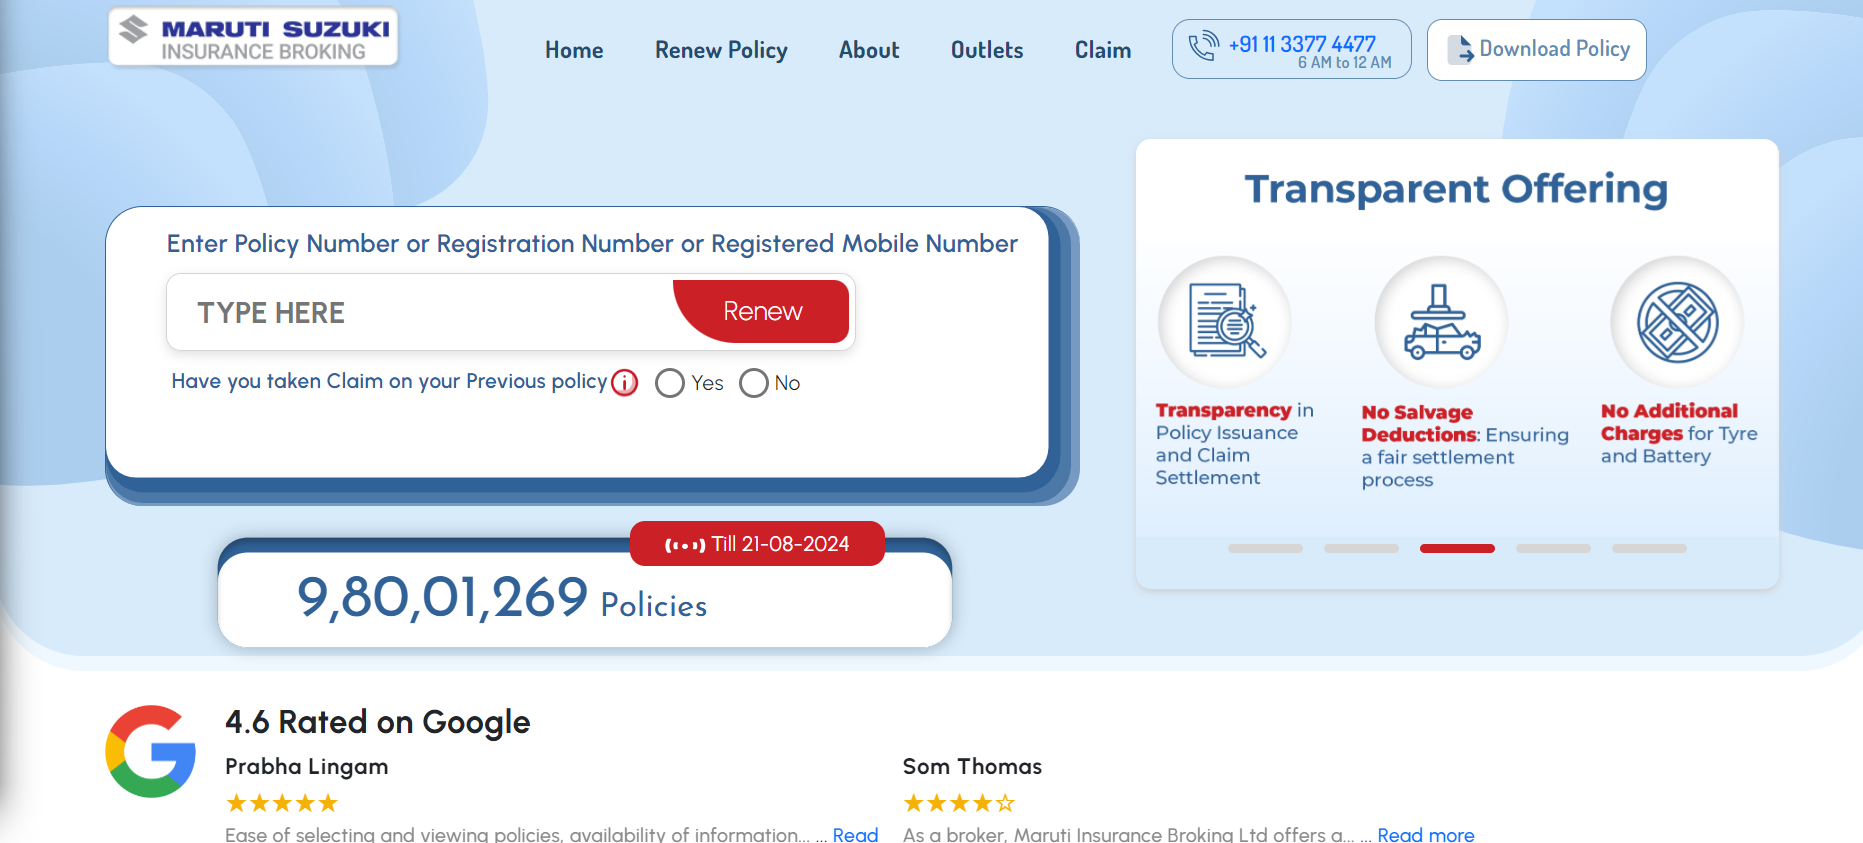 MARUTI SUZUKI
INSURANCE BROKING
Home
Renew Policy
About
Outlets
Claim
+91 11 3377 4477
6 AM to 12 AM
Download Policy
Enter Policy Number or Registration Number or Registered Mobile Number
TYPE HERE
Renew
Have you taken Claim on your Previous policy
Yes
No
Till 21-08-2024
9,80,01,269 Policies
Transparent Offering
Transparency in
Policy Issuance
and Claim
Settlement
No Salvage
Deductions: Ensuring
a fair settlement
process
No Additional
Charges for Tyre
and Battery
4.6 Rated on Google
Prabha Lingam
Ease of selecting and viewing policies, availability of information... ... Read
Som Thomas
As a broker, Maruti Insurance Broking Ltd offers a... ... Read more